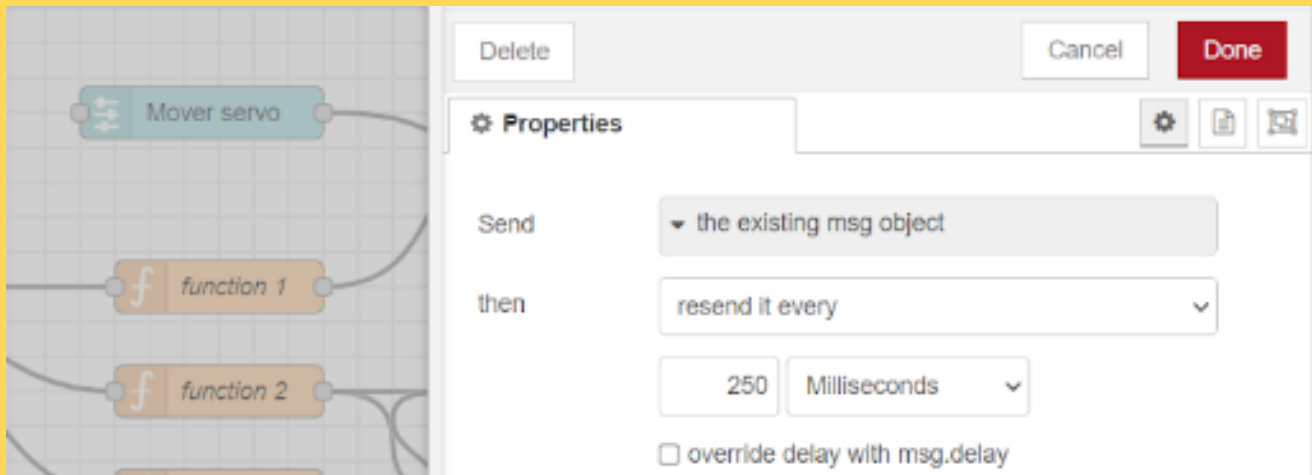 Delete
Cancel
Done
Properties
Mover servo
Send
the existing msg object
function 1
then
resend it every
function 2
250
Milliseconds
override delay with msg.delay